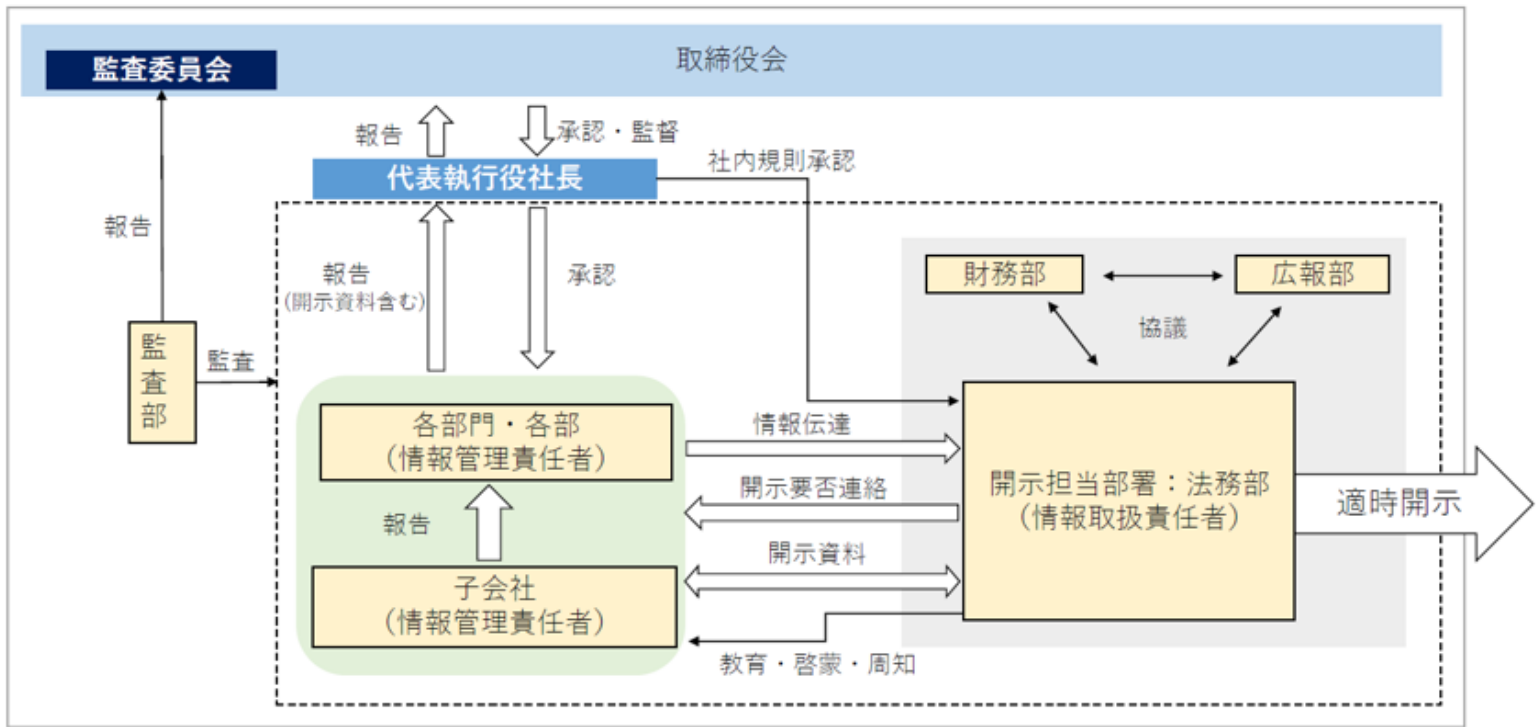 取締役会
監査委員会
報告
承認・監督
代表執行役社長
社内規則承認
報告
報告
(開示資料含む)
承認
財務部
広報部
協議
監査部
監査
各部門・各部
（情報管理責任者）
報告
子会社
（情報管理責任者）
情報伝達
開示要否連絡
開示資料
教育・啓蒙・周知
開示担当部署：法務部
（情報取扱責任者）
適時開示